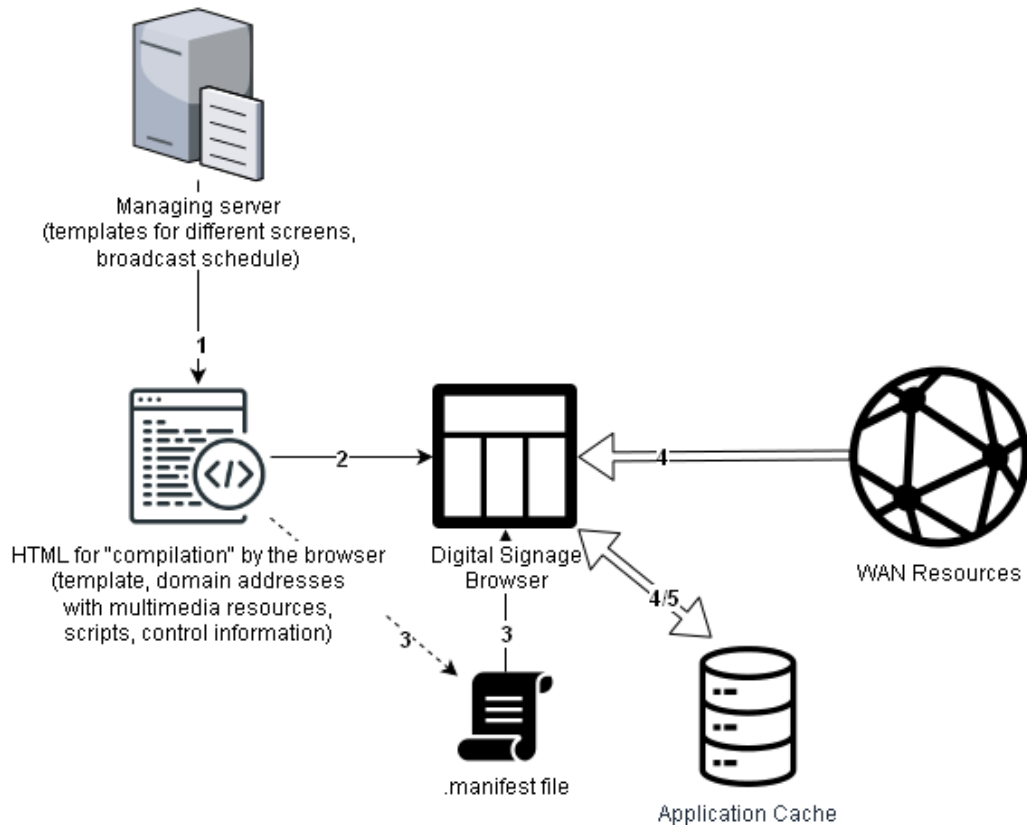 Managing server
(templates for different screens,
broadcast schedule)
1
2
4
HTML for "compilation" by the browser
(template, domain addresses
with multimedia resources,
scripts, control information)
Digital Signage
Browser
WAN Resources
4/5
3
3
.manifest file
Application Cache